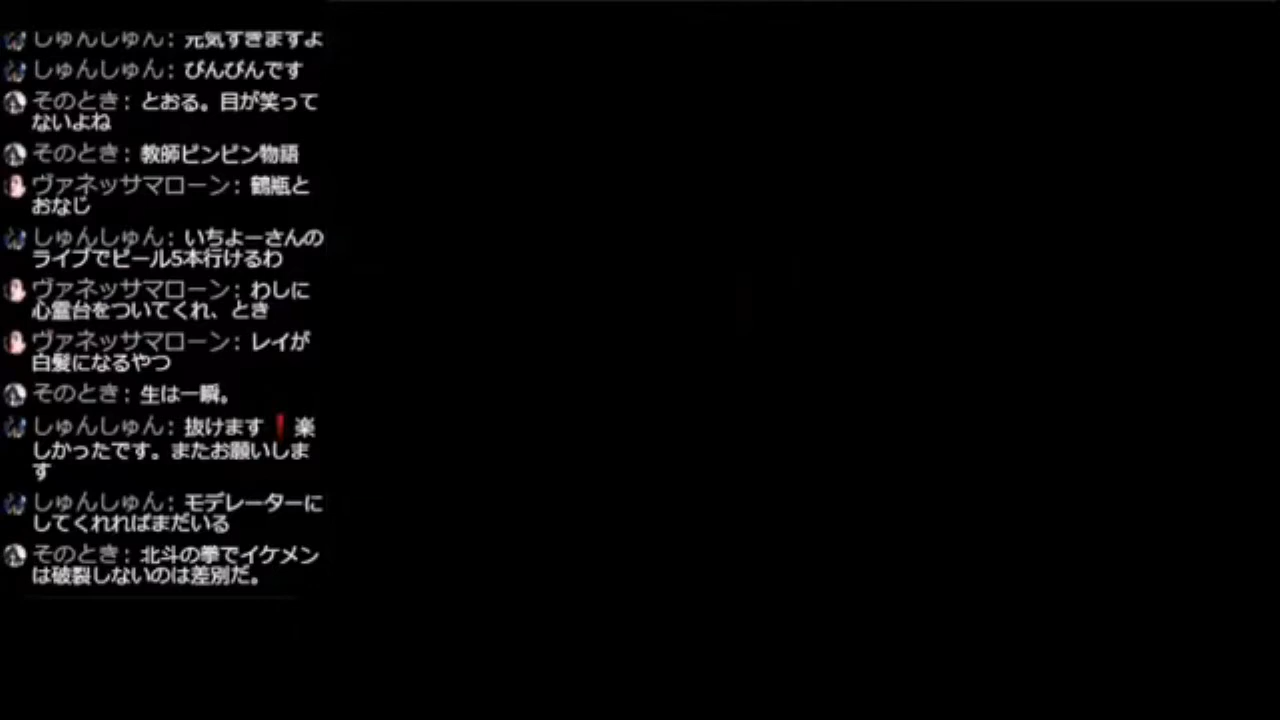 しゅんしゅん: 元気すぎますよ
しゅんしゅん: びんびんです
そのとき: とおる。目が笑って
ないよね
そのとき: 教師ビンビン物語
ヴァネッサマローン: 鶴瓶と
おなじ
しゅんしゅん: いちよーさんの
ライブでビール5本行けるわ
ヴァネッサマローン: わしに
心霊台をついてくれ、とき
ヴァネッサマローン: レイが
白髪になるやつ
そのとき: 生は一瞬。
しゅんしゅん: 抜けます❗楽
しかったです。またお願いしま
す
しゅんしゅん: モデレーターに
してくれればまだいる
そのとき: 北斗の拳でイケメン
は破裂しないのは差別だ。